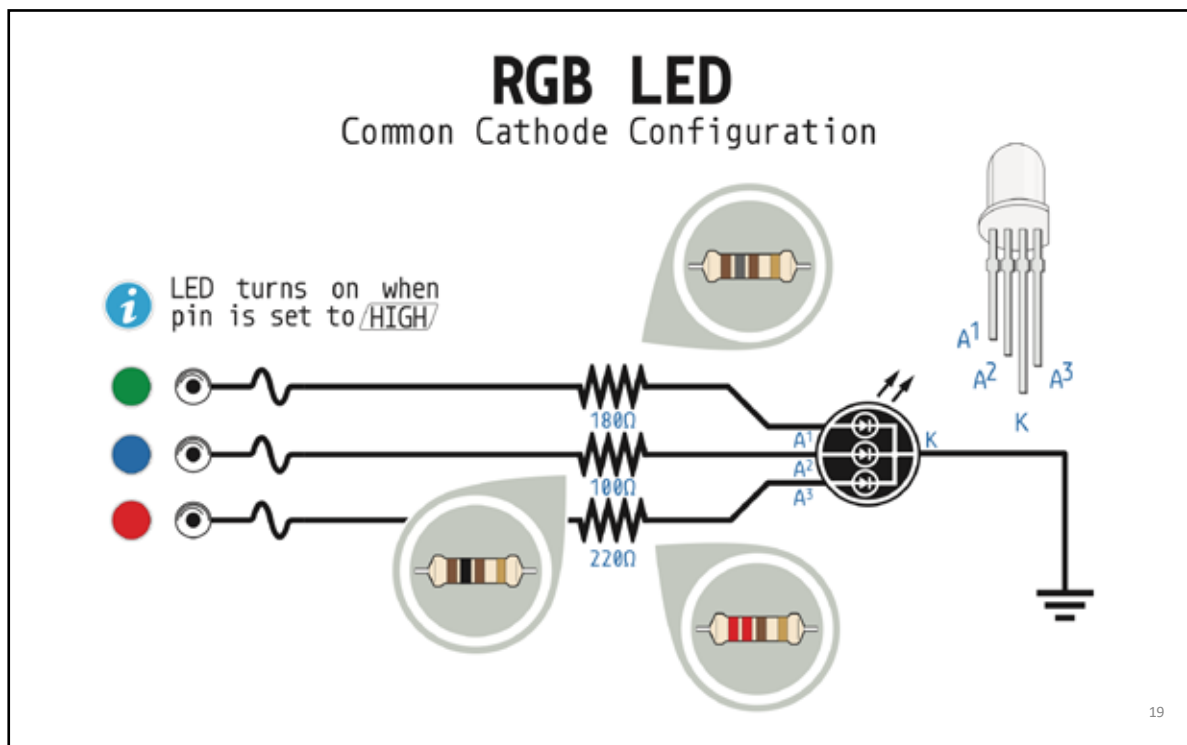 RGB LED
Common Cathode Configuration
LED turns on when
pin is set to HIGH
A1
A2
A3
K
180Ω
A1
K
100Ω
A2
A3
220Ω
19